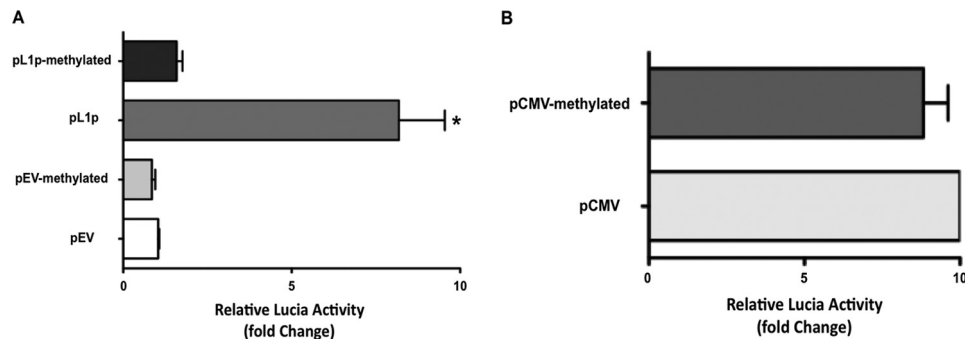 A
pL1p-methylated
pL1p
*
pEV-methylated
pEV
0 5 10
Relative Lucia Activity
(fold Change)
B
pCMV-methylated
pCMV
0 5 10
Relative Lucia Activity
(fold Change)